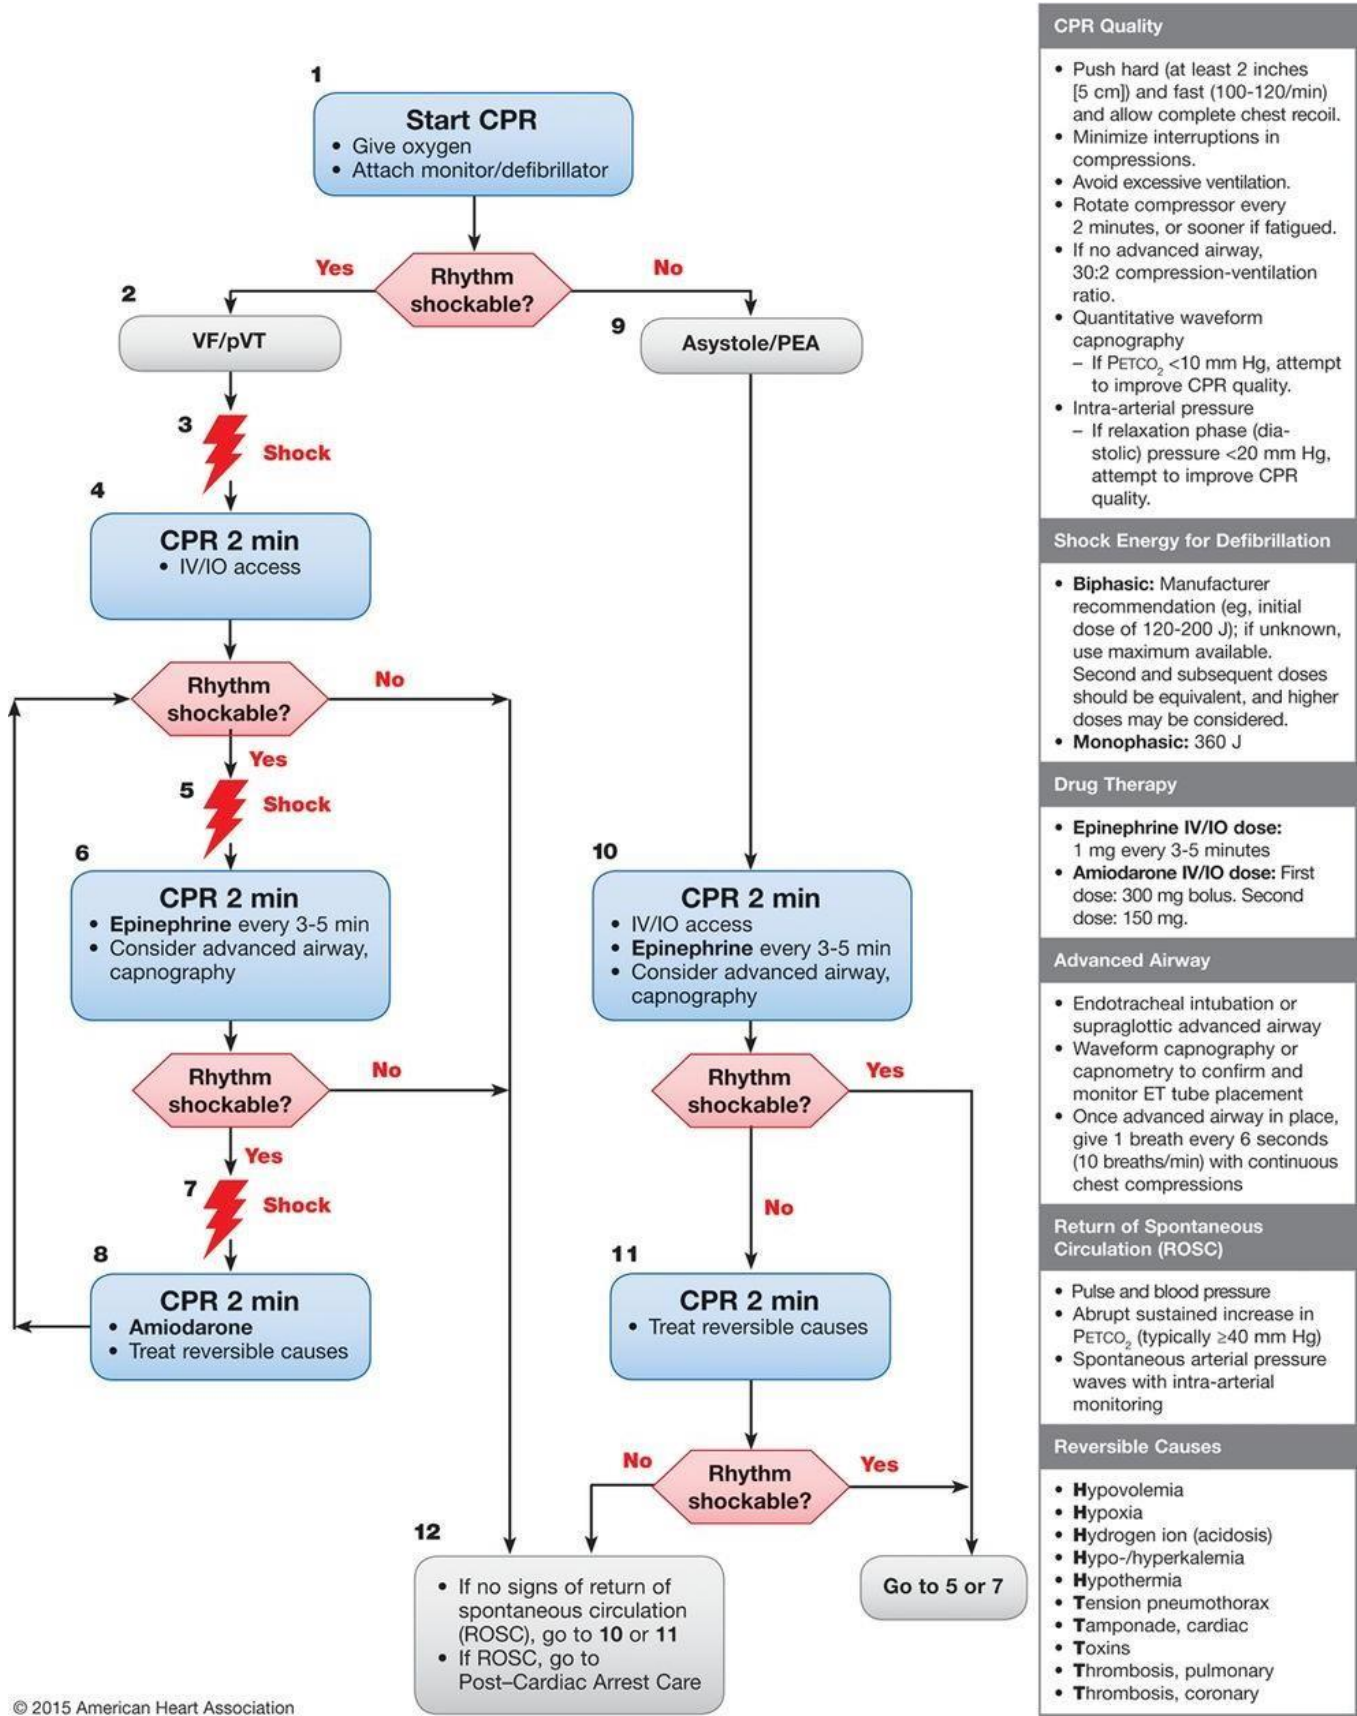 1
Start CPR
• Give oxygen
• Attach monitor/defibrillator
Rhythm
shockable?
Yes
No
2
VF/pVT
9
Asystole/PEA
3
Shock
4
CPR 2 min
• IV/IO access
Rhythm
shockable?
No
Yes
5
Shock
6
CPR 2 min
• Epinephrine every 3-5 min
• Consider advanced airway,
capnography
Rhythm
shockable?
No
Yes
7
Shock
8
CPR 2 min
• Amiodarone
• Treat reversible causes
10
CPR 2 min
• IV/IO access
• Epinephrine every 3-5 min
• Consider advanced airway,
capnography
Rhythm
shockable?
Yes
No
11
CPR 2 min
• Treat reversible causes
Rhythm
shockable?
No
Yes
12
• If no signs of return of
spontaneous circulation
(ROSC), go to 10 or 11
• If ROSC, go to
Post–Cardiac Arrest Care
Go to 5 or 7
© 2015 American Heart Association
CPR Quality
• Push hard (at least 2 inches
[5 cm]) and fast (100-120/min)
and allow complete chest recoil.
• Minimize interruptions in
compressions.
• Avoid excessive ventilation.
• Rotate compressor every
2 minutes, or sooner if fatigued.
• If no advanced airway,
30:2 compression-ventilation
ratio.
• Quantitative waveform
capnography
– If PETCO₂ <10 mm Hg, attempt
to improve CPR quality.
• Intra-arterial pressure
– If relaxation phase (dia-
stolic) pressure <20 mm Hg,
attempt to improve CPR
quality.
Shock Energy for Defibrillation
• Biphasic: Manufacturer
recommendation (eg, initial
dose of 120-200 J); if unknown,
use maximum available.
Second and subsequent doses
should be equivalent, and higher
doses may be considered.
• Monophasic: 360 J
Drug Therapy
• Epinephrine IV/IO dose:
1 mg every 3-5 minutes
• Amiodarone IV/IO dose: First
dose: 300 mg bolus. Second
dose: 150 mg.
Advanced Airway
• Endotracheal intubation or
supraglottic advanced airway
• Waveform capnography or
capnometry to confirm and
monitor ET tube placement
• Once advanced airway in place,
give 1 breath every 6 seconds
(10 breaths/min) with continuous
chest compressions
Return of Spontaneous
Circulation (ROSC)
• Pulse and blood pressure
• Abrupt sustained increase in
PETCO₂ (typically ≥40 mm Hg)
• Spontaneous arterial pressure
waves with intra-arterial
monitoring
Reversible Causes
• Hypovolemia
• Hypoxia
• Hydrogen ion (acidosis)
• Hypo-/hyperkalemia
• Hypothermia
• Tension pneumothorax
• Tamponade, cardiac
• Toxins
• Thrombosis, pulmonary
• Thrombosis, coronary